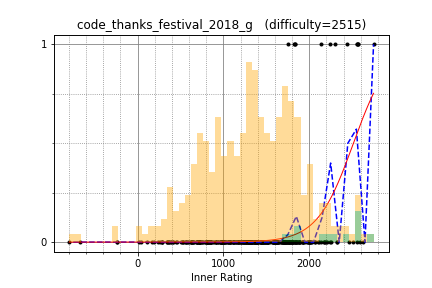 code_thanks_festival_2018_g (difficulty=2515)
1
0
0 1000 2000
Inner Rating